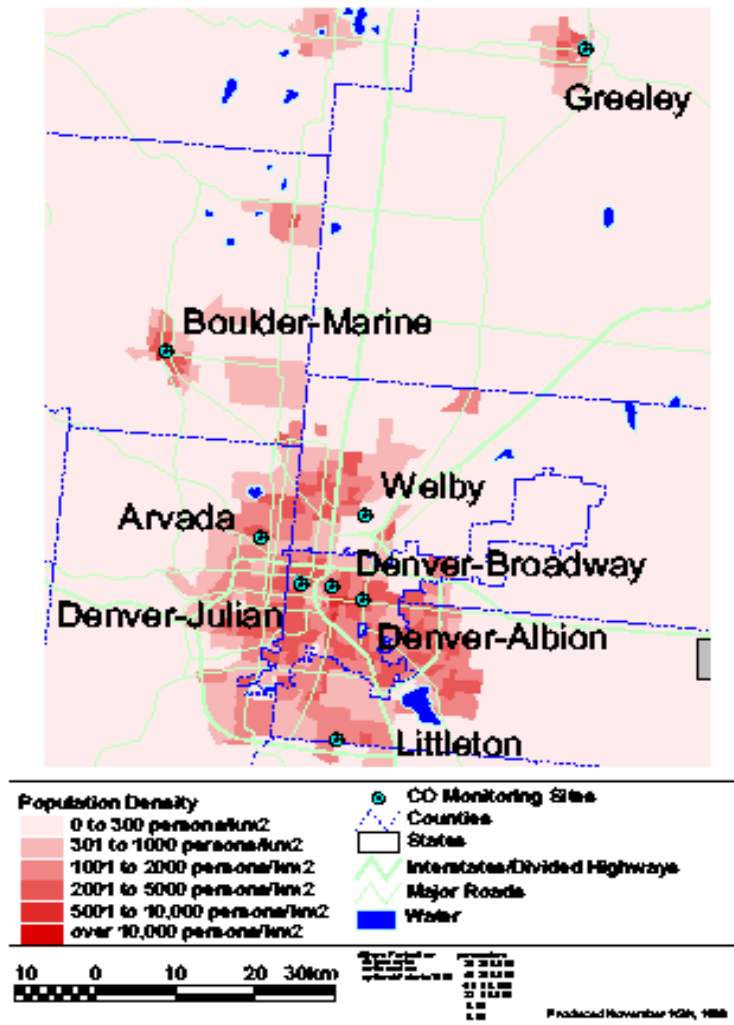 Greeley
Boulder-Marine
Welby
Arvada
Denver-Broadway
Denver-Julian
Denver-Albion
Littleton
Population Density
0 to 300 persons/km2
301 to 1000 persons/km2
1001 to 2000 persons/km2
2001 to 5000 persons/km2
5001 to 10,000 persons/km2
over 10,000 persons/km2
CO Monitoring Sites
Counties
States
Interstates/Divided Highways
Major Roads
Water
10 0 10 20 30km
Produced November